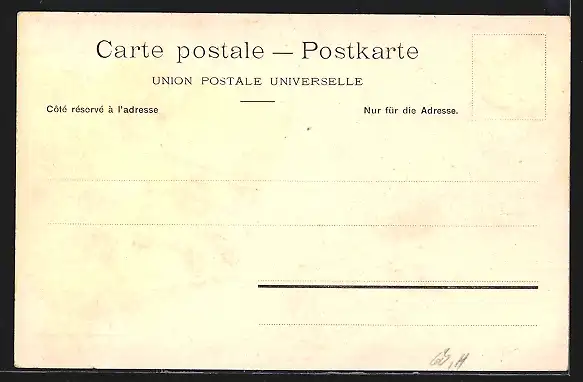 Carte postale — Postkarte
UNION POSTALE UNIVERSELLE
Côté réservé à l'adresse
Nur für die Adresse.